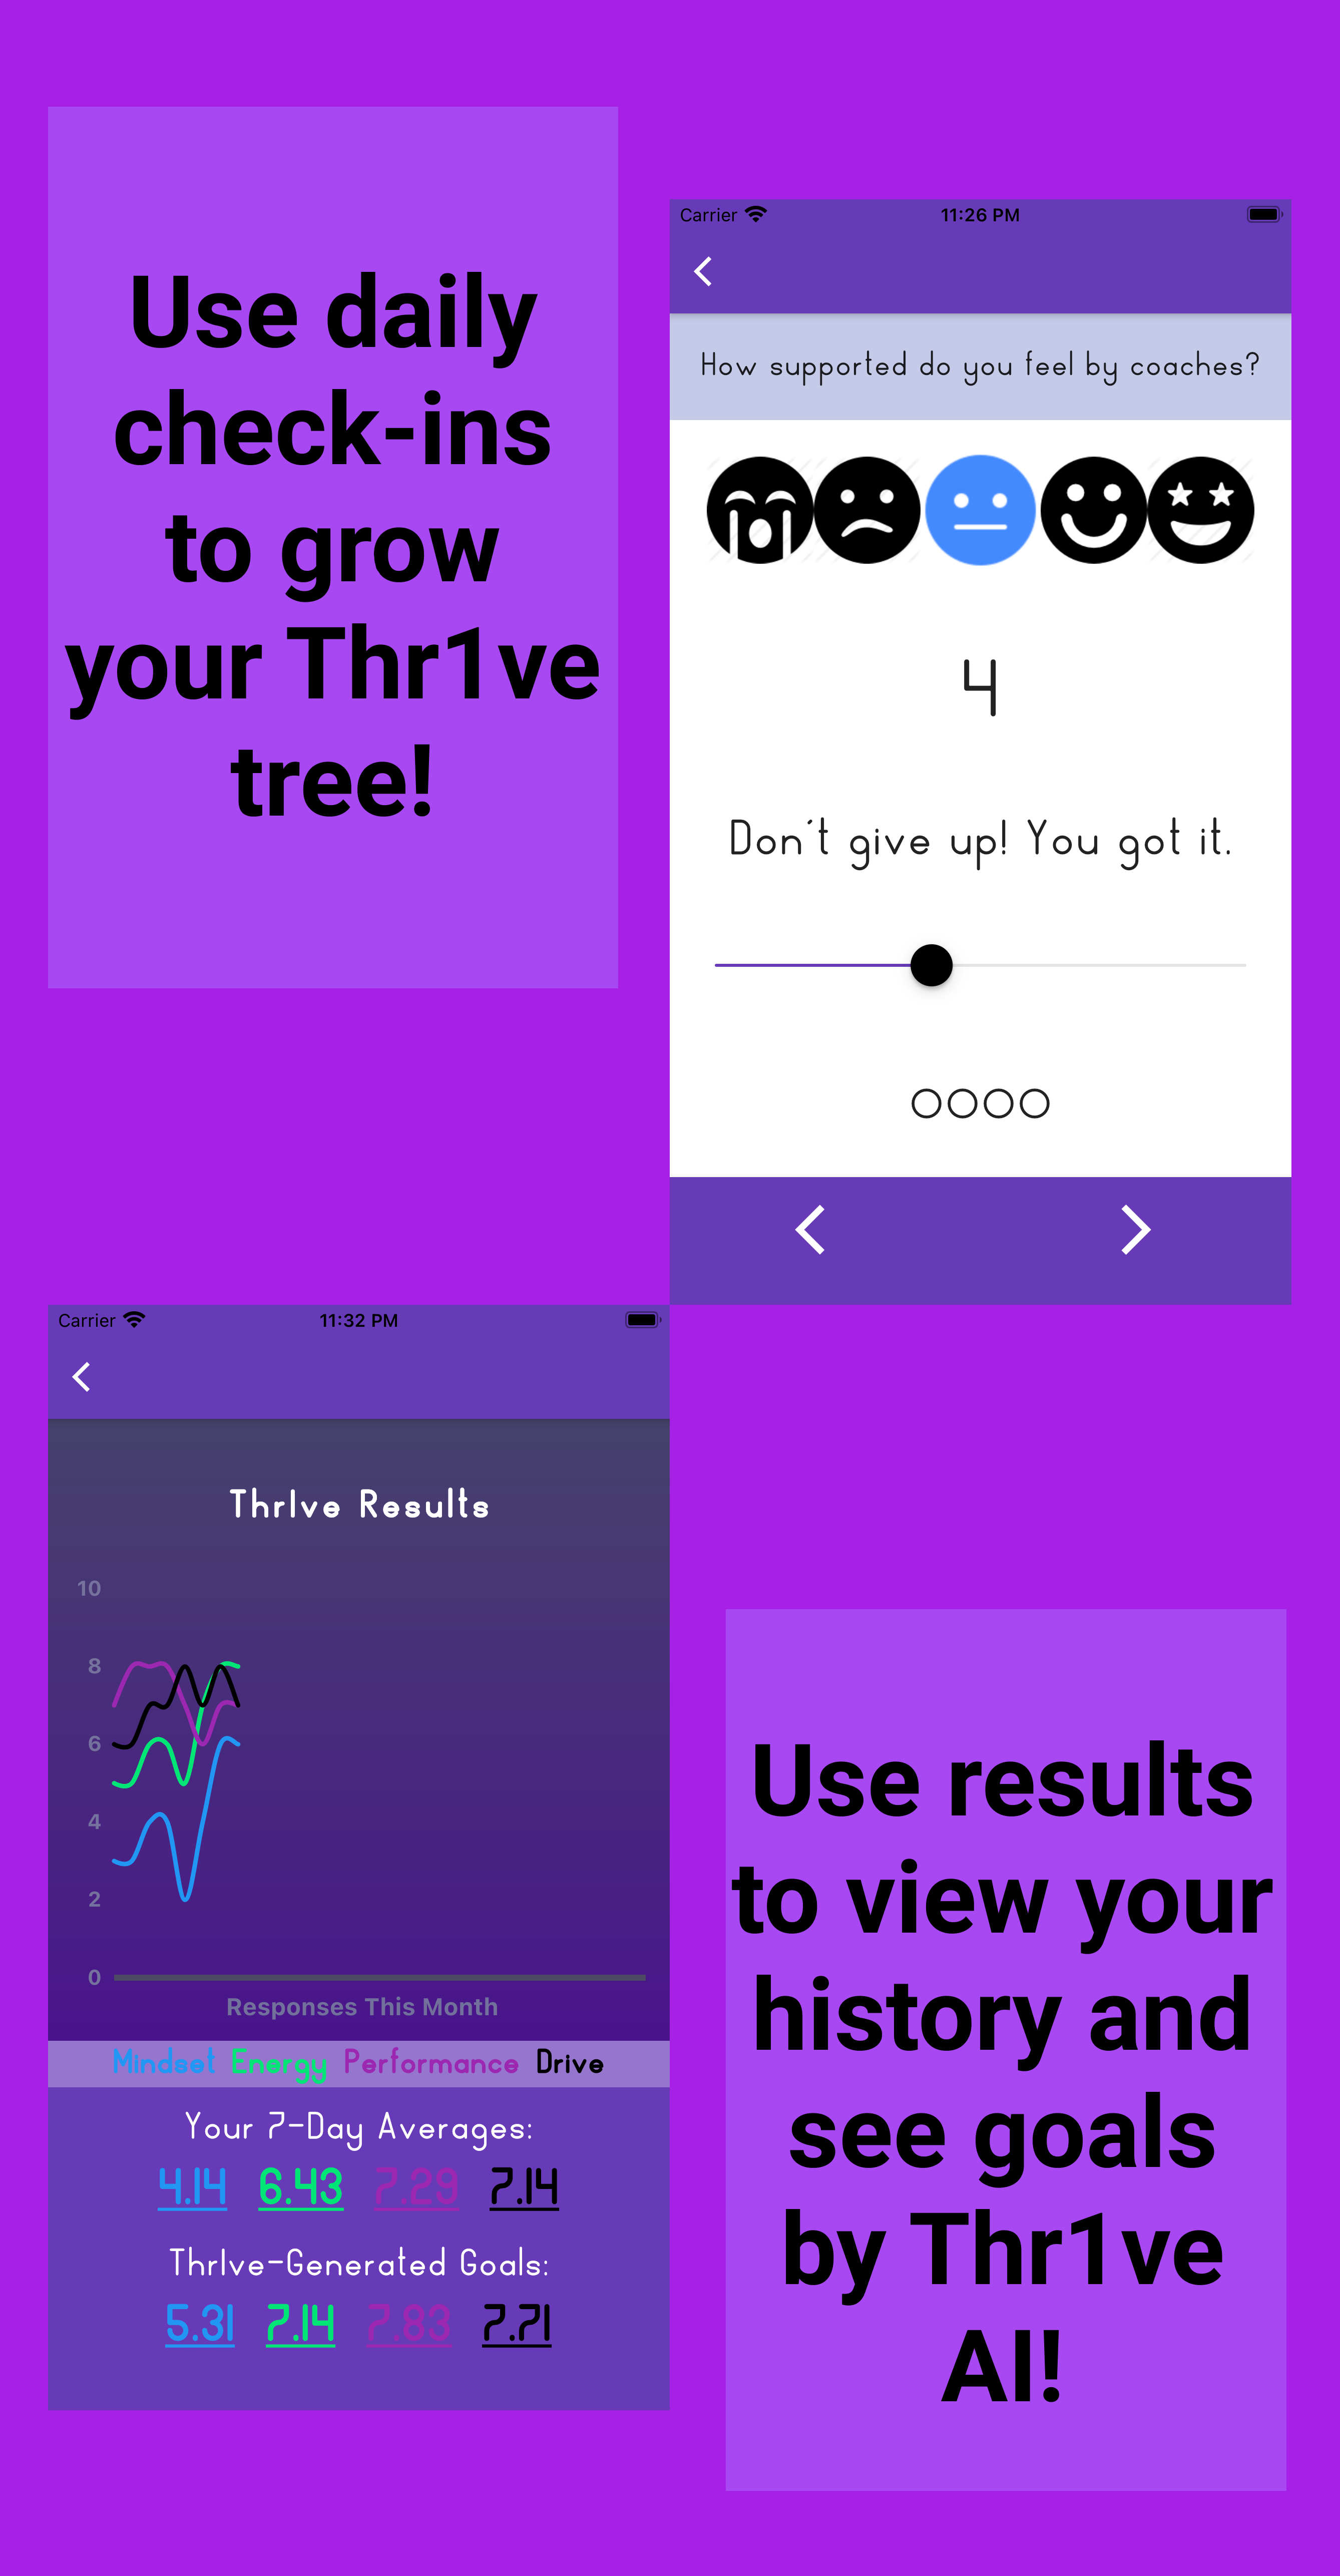 Use daily
check-ins
to grow
your Thr1ve
tree!
Carrier 11:26 PM
How supported do you feel by coaches?
4
Don't give up! You got it.
Carrier 11:32 PM
Thr1ve Results
10
8
6
4
2
0
Responses This Month
Mindset Energy Performance Drive
Your 7-Day Averages:
4.14 6.43 7.29 7.14
Thr1ve-Generated Goals:
5.31 7.14 7.83 7.71
Use results
to view your
history and
see goals
by Thr1ve
AI!